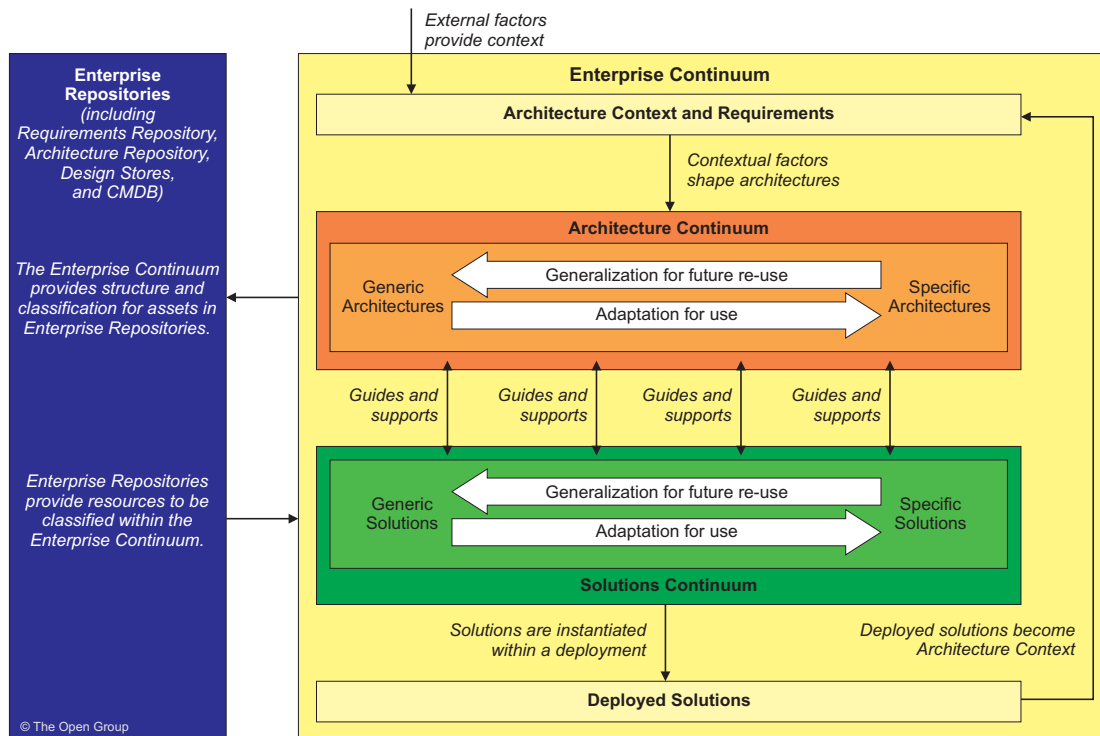 External factors
provide context
Enterprise
Repositories
(including
Requirements Repository,
Architecture Repository,
Design Stores,
and CMDB)
The Enterprise Continuum
provides structure and
classification for assets in
Enterprise Repositories.
Enterprise Repositories
provide resources to be
classified within the
Enterprise Continuum.
© The Open Group
Enterprise Continuum
Architecture Context and Requirements
Contextual factors
shape architectures
Architecture Continuum
Generic
Architectures
Generalization for future re-use
Adaptation for use
Specific
Architectures
Guides and
supports
Guides and
supports
Guides and
supports
Guides and
supports
Generic
Solutions
Generalization for future re-use
Adaptation for use
Specific
Solutions
Solutions Continuum
Solutions are instantiated
within a deployment
Deployed solutions become
Architecture Context
Deployed Solutions